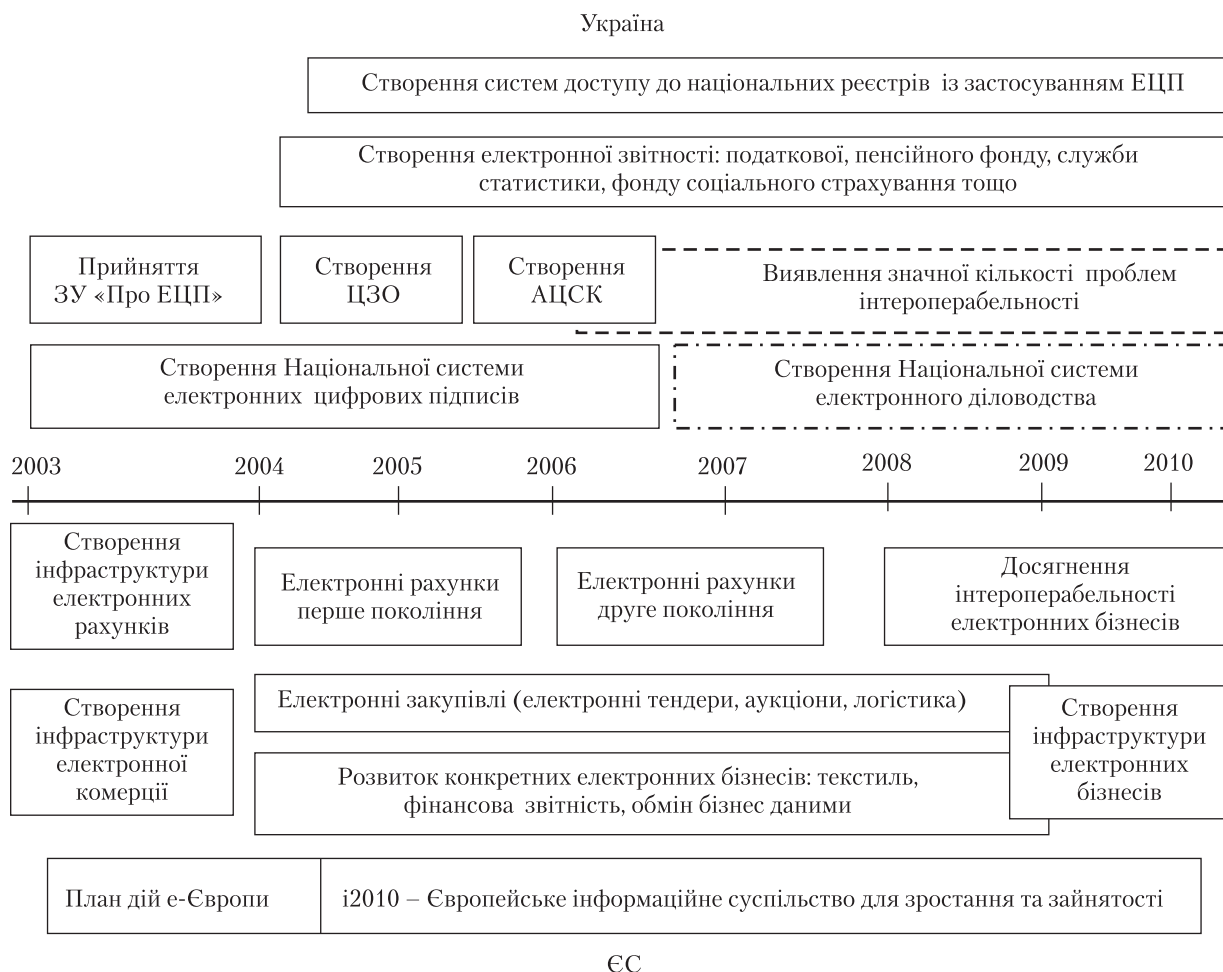 Україна
Створення систем доступу до національних реєстрів із застосуванням ЕЦП
Створення електронної звітності: податкової, пенсійного фонду, служби
статистики, фонду соціального страхування тощо
Прийняття
ЗУ «Про ЕЦП»
Створення
ЦЗО
Створення
АЦСК
Виявлення значної кількості проблем
інтероперабельності
Створення Національної системи
електронних цифрових підписів
Створення Національної системи
електронного діловодства
2003 2004 2005 2006 2007 2008 2009 2010
Створення
інфраструктури
електронних
рахунків
Електронні рахунки
перше покоління
Електронні рахунки
друге покоління
Досягнення
інтероперабельності
електронних бізнесів
Створення
інфраструктури
електронної
комерції
Електронні закупівлі (електронні тендери, аукціони, логістика)
Розвиток конкретних електронних бізнесів: текстиль,
фінансова звітність, обмін бізнес даними
Створення
інфраструктури
електронних
бізнесів
План дій е-Європи
і2010 – Європейське інформаційне суспільство для зростання та зайнятості
ЄС